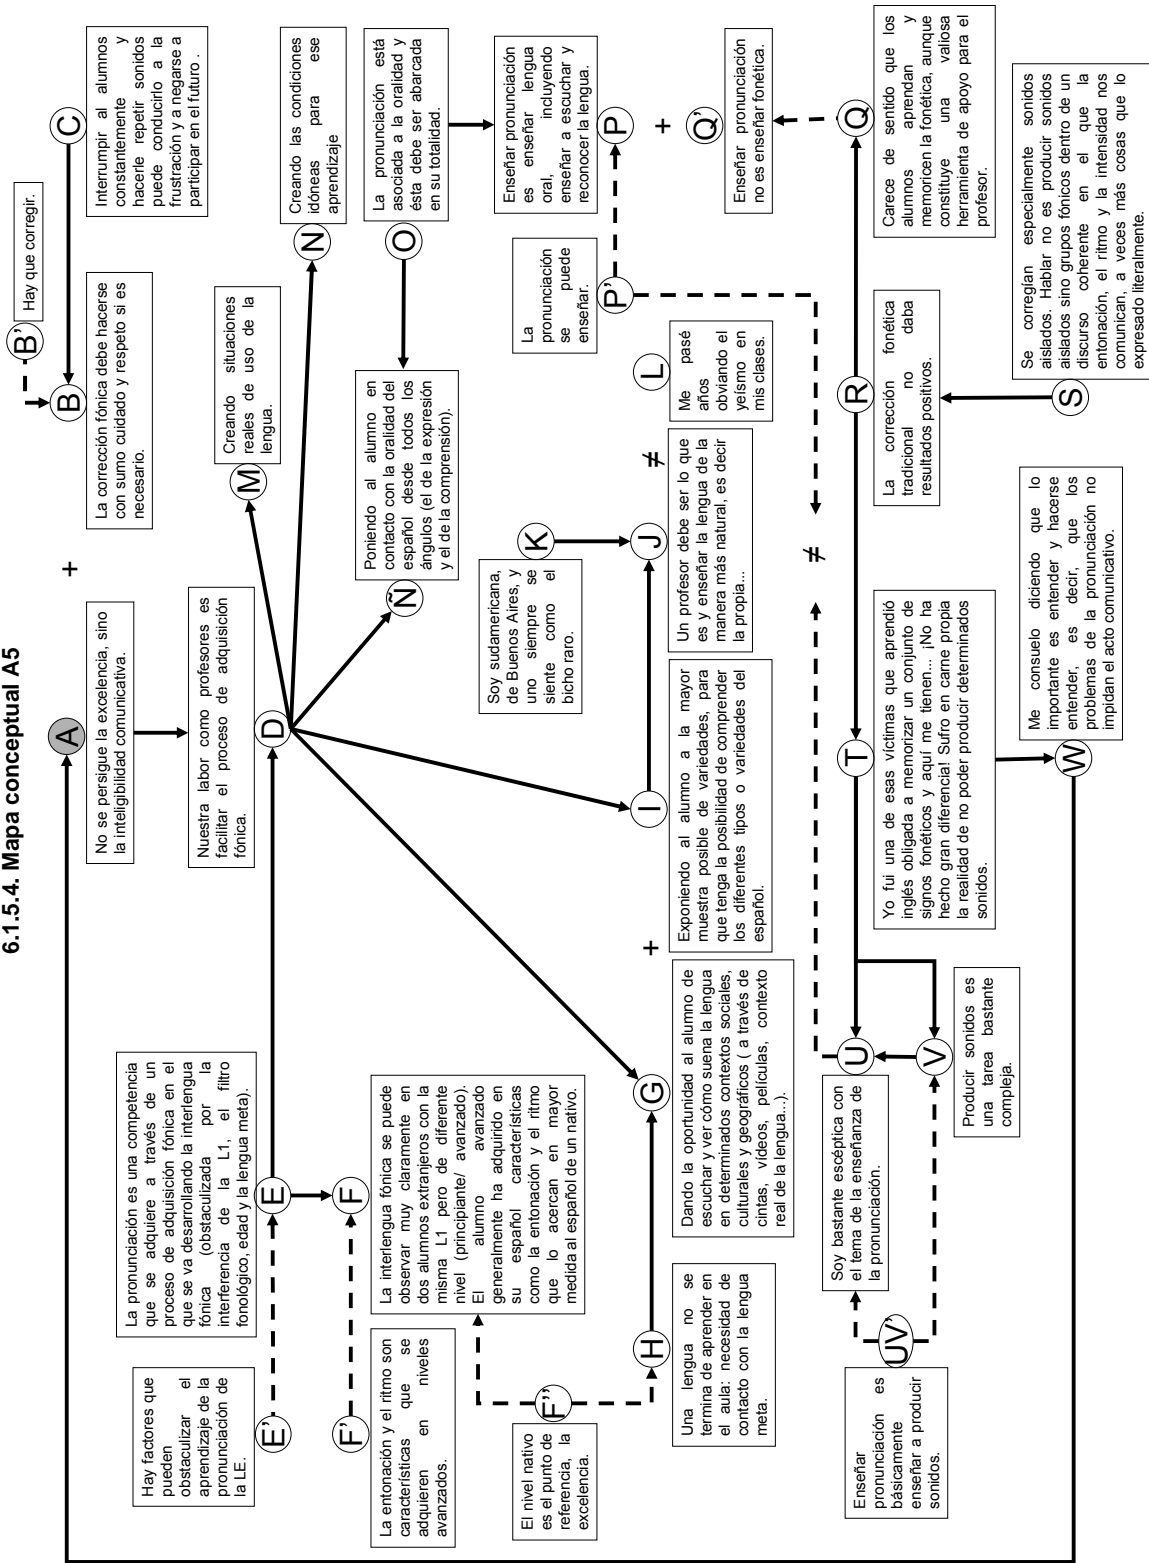 6.1.5.4. Mapa conceptual A5
A
No se persigue la excelencia, sino
la inteligibilidad comunicativa.
+
B'
Hay que corregir.
B
La corrección fónica debe hacerse
con sumo cuidado y respeto si es
necesario.
C
Interrumpir al alumnos
constantemente y
hacerle repetir sonidos
puede conducirlo a la
frustración y a negarse a
participar en el futuro .
Nuestra labor como profesores es
facilitar el proceso de adquisición
fónica.
D
M
Creando situaciones
reales de uso de la
lengua.
N
Creando las condiciones
idóneas para ese
aprendizaje
La pronunciación es una competencia
que se adquiere a través de un
proceso de adquisición fónica en el
que se va desarrollando la interlengua
fónica (obstaculizada por la
interferencia de la L1, el filtro
fonológico, edad y la lengua meta).
E
Hay factores que
pueden
obstaculizar el
aprendizaje de la
pronunciación de
la LE.
E'
F'
La entonación y el ritmo son
características que se
adquieren en niveles
avanzados.
F
La interlengua fónica se puede
observar muy claramente en
dos alumnos extranjeros con la
misma L1 pero de diferente
nivel (principiante/ avanzado).
El alumno avanzado
generalmente ha adquirido en
su español características
como la entonación y el ritmo
que lo acercan en mayor
medida al español de un nativo.
Ñ
Poniendo al alumno en
contacto con la oralidad del
español desde todos los
ángulos (el de la expresión
y el de la comprensión).
O
La pronunciación está
asociada a la oralidad y
ésta debe ser abarcada
en su totalidad.
El nivel nativo
es el punto de
referencia, la
excelencia.
F''
Soy sudamericana,
de Buenos Aires, y
uno siempre se
siente como el
bicho raro.
K
La
pronunciación
se puede
enseñar.
P'
Enseñar pronunciación
es enseñar lengua
oral, incluyendo
enseñar a escuchar y
reconocer la lengua.
P
+
H
Una lengua no se
termina de aprender en
el aula: necesidad de
contacto con la lengua
meta.
G
Dando la oportunidad al alumno de
escuchar y ver cómo suena la lengua
en determinados contextos sociales,
culturales y geográficos ( a través de
cintas, vídeos, películas, contexto
real de la lengua...).
+
I
Exponiendo al alumno a la mayor
muestra posible de variedades, para
que tenga la posibilidad de comprender
los diferentes tipos o variedades del
español.
J
Un profesor debe ser lo que
es y enseñar la lengua de la
manera más natural, es decir
la propia...
≠
L
Me pasé
años
obviando el
yeísmo en
mis clases.
Q'
Enseñar pronunciación
no es enseñar fonética.
≠
Enseñar
pronunciación es
básicamente
enseñar a producir
sonidos.
UV'
Soy bastante escéptica con
el tema de la enseñanza de
la pronunciación.
U
V
Producir sonidos es
una tarea bastante
compleja.
T
Yo fui una de esas víctimas que aprendió
inglés obligada a memorizar un conjunto de
signos fonéticos y aquí me tienen... ¡No ha
hecho gran diferencia! Sufro en carne propia
la realidad de no poder producir determinados
sonidos.
R
La corrección fonética
tradicional no daba
resultados positivos.
Q
Carece de sentido que los
alumnos aprendan y
memoricen la fonética, aunque
constituye una valiosa
herramienta de apoyo para el
profesor.
W
Me consuelo diciendo que lo
importante es entender y hacerse
entender, es decir, que los
problemas de la pronunciación no
impidan el acto comunicativo.
S
Se corregían especialmente sonidos
aislados. Hablar no es producir sonidos
aislados sino grupos fónicos dentro de un
discurso coherente en el que la
entonación, el ritmo y la intensidad nos
comunican, a veces más cosas que lo
expresado literalmente.